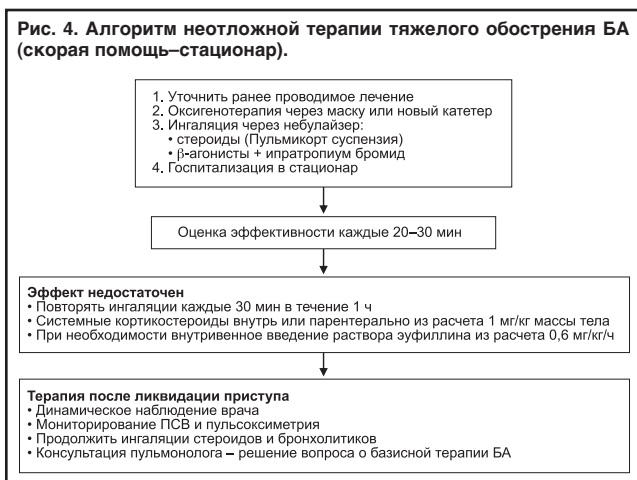 Рис. 4. Алгоритм неотложной терапии тяжелого обострения БА
(скорая помощь–стационар).
1. Уточнить ранее проводимое лечение
2. Оксигенотерапия через маску или новый катетер
3. Ингаляция через небулайзер:
• стероиды (Пульмикорт суспензия)
• β-агонисты + ипратропиум бромид
4. Госпитализация в стационар
Оценка эффективности каждые 20–30 мин
Эффект недостаточен
• Повторять ингаляции каждые 30 мин в течение 1 ч
• Системные кортикостероиды внутрь или парентерально из расчета 1 мг/кг массы тела
• При необходимости внутривенное введение раствора эуфиллина из расчета 0,6 мг/кг/ч
Терапия после ликвидации приступа
• Динамическое наблюдение врача
• Мониторирование ПСВ и пульсоксиметрия
• Продолжить ингаляции стероидов и бронхолитиков
• Консультация пульмонолога – решение вопроса о базисной терапии БА